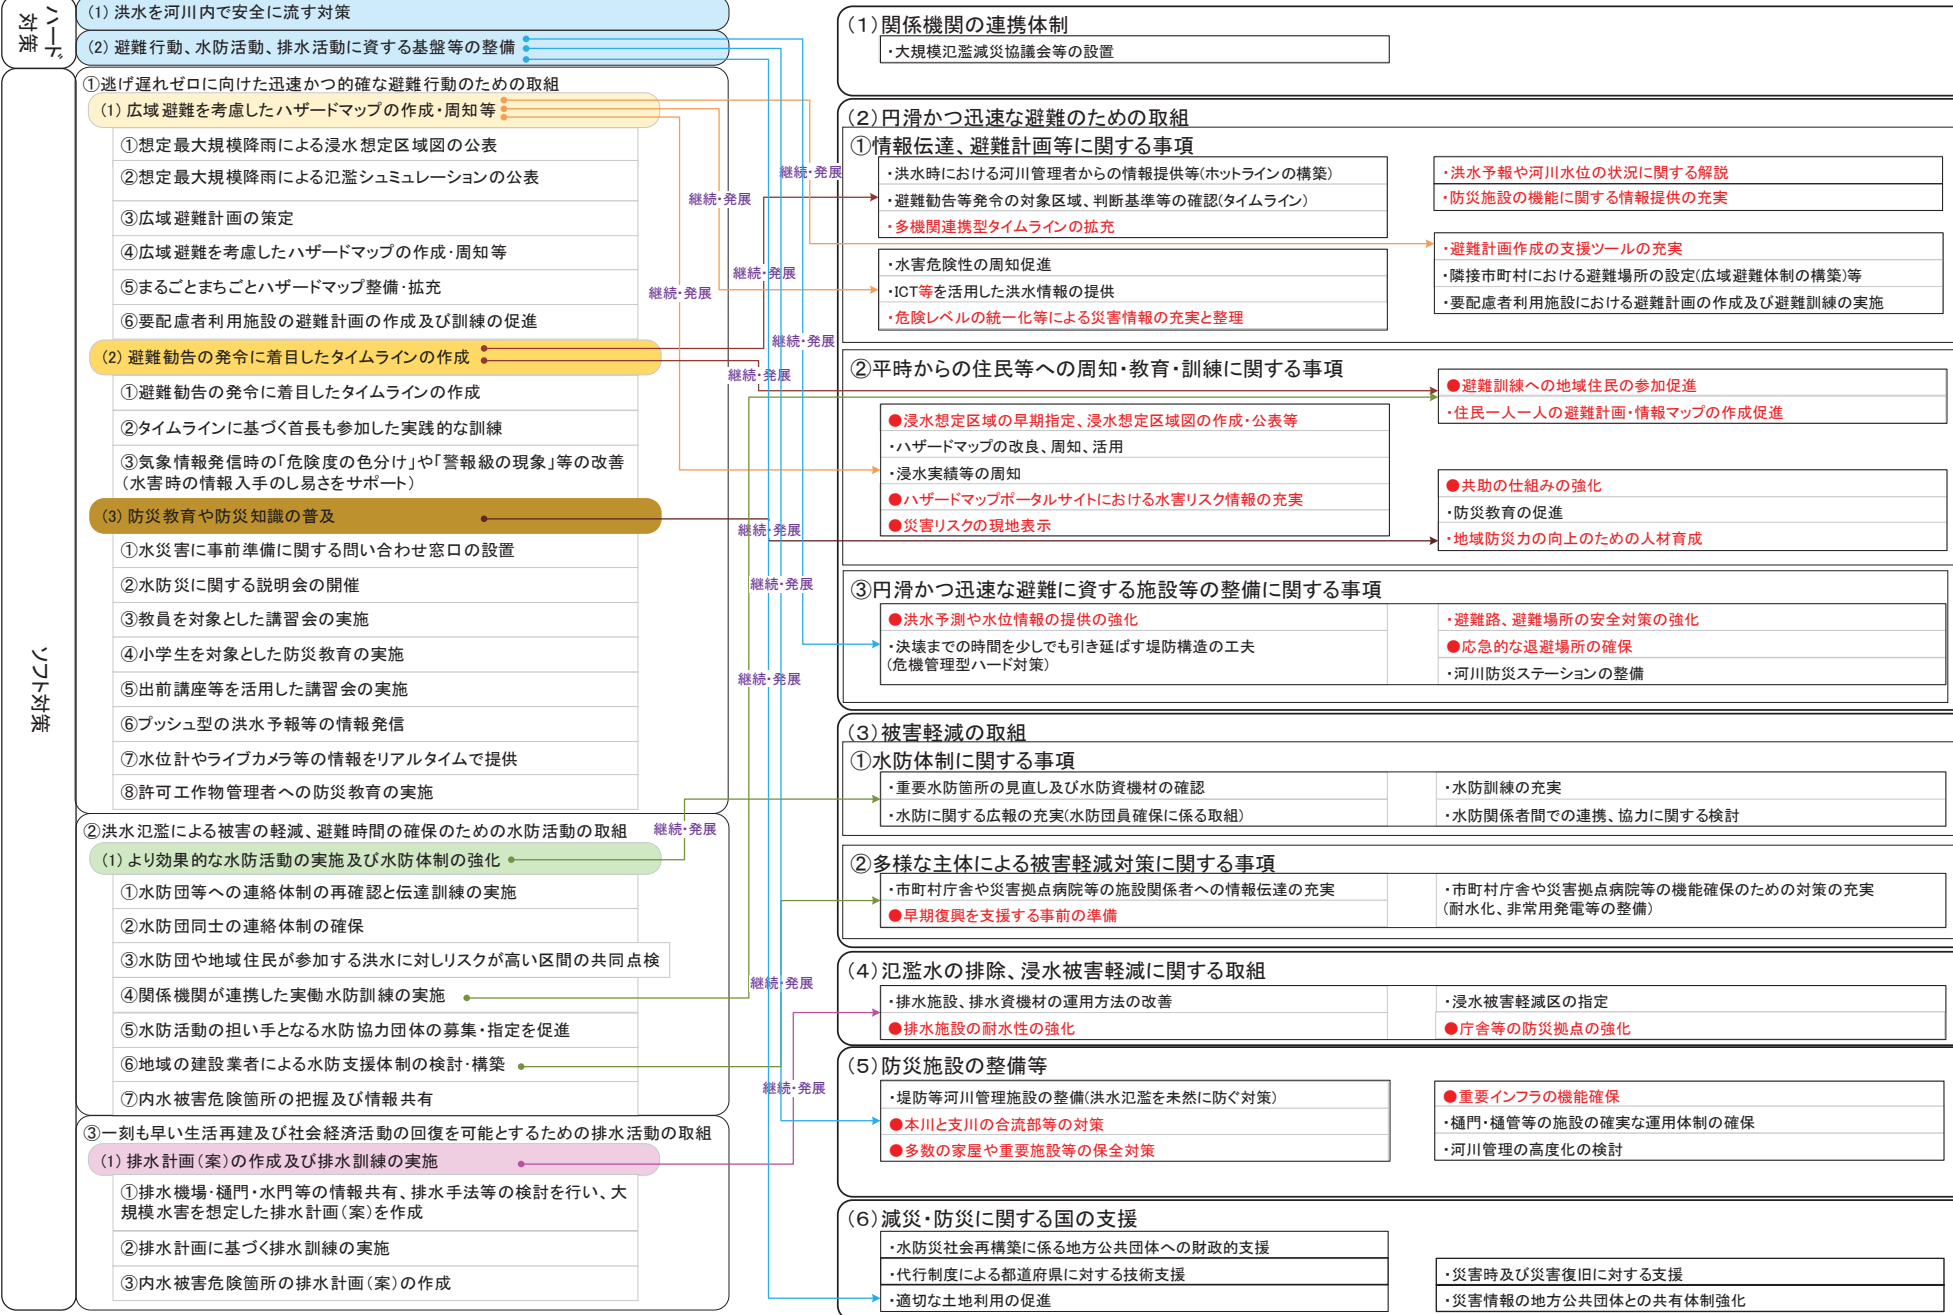 ハード対策
(1) 洪水を河川内で安全に流す対策
(2) 避難行動、水防活動、排水活動に資する基盤等の整備
ソフト対策
①逃げ遅れゼロに向けた迅速かつ的確な避難行動のための取組
(1) 広域避難を考慮したハザードマップの作成・周知等
①想定最大規模降雨による浸水想定区域図の公表
②想定最大規模降雨による氾濫シュミレーションの公表
③広域避難計画の策定
④広域避難を考慮したハザードマップの作成・周知等
⑤まるごとまちごとハザードマップ整備・拡充
⑥要配慮者利用施設の避難計画の作成及び訓練の促進
(2) 避難勧告の発令に着目したタイムラインの作成
①避難勧告の発令に着目したタイムラインの作成
②タイムラインに基づく首長も参加した実践的な訓練
③気象情報発信時の「危険度の色分け」や「警報級の現象」等の改善
(水害時の情報入手のし易さをサポート)
(3) 防災教育や防災知識の普及
①水災害に事前準備に関する問い合わせ窓口の設置
②水防災に関する説明会の開催
③教員を対象とした講習会の実施
④小学生を対象とした防災教育の実施
⑤出前講座等を活用した講習会の実施
⑥プッシュ型の洪水予報等の情報発信
⑦水位計やライブカメラ等の情報をリアルタイムで提供
⑧許可工作物管理者への防災教育の実施
②洪水氾濫による被害の軽減、避難時間の確保のための水防活動の取組
(1) より効果的な水防活動の実施及び水防体制の強化
①水防団等への連絡体制の再確認と伝達訓練の実施
②水防団同士の連絡体制の確保
③水防団や地域住民が参加する洪水に対しリスクが高い区間の共同点検
④関係機関が連携した実働水防訓練の実施
⑤水防活動の担い手となる水防協力団体の募集・指定を促進
⑥地域の建設業者による水防支援体制の検討・構築
⑦内水被害危険箇所の把握及び情報共有
③一刻も早い生活再建及び社会経済活動の回復を可能とするための排水活動の取組
(1) 排水計画(案)の作成及び排水訓練の実施
①排水機場・樋門・水門等の情報共有、排水手法等の検討を行い、大
規模水害を想定した排水計画(案)を作成
②排水計画に基づく排水訓練の実施
③内水被害危険箇所の排水計画(案)の作成
継続・発展
継続・発展
継続・発展
継続・発展
継続・発展
継続・発展
継続・発展
継続・発展
継続・発展
継続・発展
継続・発展
継続・発展
(1)関係機関の連携体制
・大規模氾濫減災協議会等の設置
(2)円滑かつ迅速な避難のための取組
①情報伝達、避難計画等に関する事項
・洪水時における河川管理者からの情報提供等(ホットラインの構築)
・避難勧告等発令の対象区域、判断基準等の確認(タイムライン)
・多機関連携型タイムラインの拡充
・洪水予報や河川水位の状況に関する解説
・防災施設の機能に関する情報提供の充実
・水害危険性の周知促進
・ICT等を活用した洪水情報の提供
・危険レベルの統一化等による災害情報の充実と整理
・避難計画作成の支援ツールの充実
・隣接市町村における避難場所の設定(広域避難体制の構築)等
・要配慮者利用施設における避難計画の作成及び避難訓練の実施
②平時からの住民等への周知・教育・訓練に関する事項
●浸水想定区域の早期指定、浸水想定区域図の作成・公表等
・ハザードマップの改良、周知、活用
・浸水実績等の周知
●ハザードマップポータルサイトにおける水害リスク情報の充実
●災害リスクの現地表示
●避難訓練への地域住民の参加促進
・住民一人一人の避難計画・情報マップの作成促進
●共助の仕組みの強化
・防災教育の促進
・地域防災力の向上のための人材育成
③円滑かつ迅速な避難に資する施設等の整備に関する事項
●洪水予測や水位情報の提供の強化
・決壊までの時間を少しでも引き延ばす堤防構造の工夫
(危機管理型ハード対策)
・避難路、避難場所の安全対策の強化
●応急的な退避場所の確保
・河川防災ステーションの整備
(3)被害軽減の取組
①水防体制に関する事項
・重要水防箇所の見直し及び水防資機材の確認
・水防に関する広報の充実(水防団員確保に係る取組)
・水防訓練の充実
・水防関係者間での連携、協力に関する検討
②多様な主体による被害軽減対策に関する事項
・市町村庁舎や災害拠点病院等の施設関係者への情報伝達の充実
●早期復興を支援する事前の準備
・市町村庁舎や災害拠点病院等の機能確保のための対策の充実
(耐水化、非常用発電等の整備)
(4)氾濫水の排除、浸水被害軽減に関する取組
・排水施設、排水資機材の運用方法の改善
●排水施設の耐水性の強化
・浸水被害軽減区の指定
●庁舎等の防災拠点の強化
(5)防災施設の整備等
・堤防等河川管理施設の整備(洪水氾濫を未然に防ぐ対策)
●本川と支川の合流部等の対策
●多数の家屋や重要施設等の保全対策
●重要インフラの機能確保
・樋門・樋管等の施設の確実な運用体制の確保
・河川管理の高度化の検討
(6)減災・防災に関する国の支援
・水防災社会再構築に係る地方公共団体への財政的支援
・代行制度による都道府県に対する技術支援
・適切な土地利用の促進
・災害時及び災害復旧に対する支援
・災害情報の地方公共団体との共有体制強化